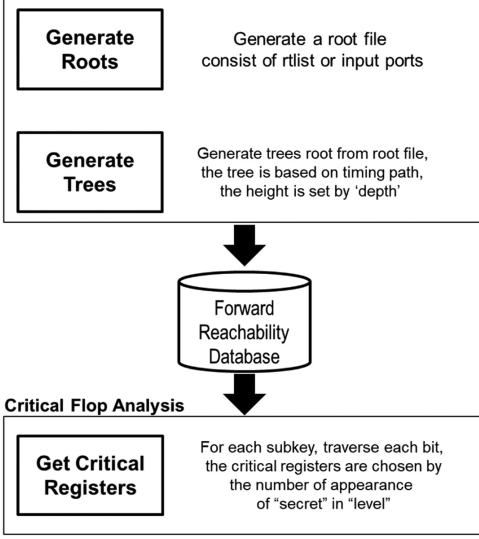 Generate
Roots
Generate a root file
consist of rtlist or input ports
Generate
Trees
Generate trees root from root file,
the tree is based on timing path,
the height is set by ‘depth’
Forward
Reachability
Database
Critical Flop Analysis
Get Critical
Registers
For each subkey, traverse each bit,
the critical registers are chosen by
the number of appearance
of “secret” in “level”